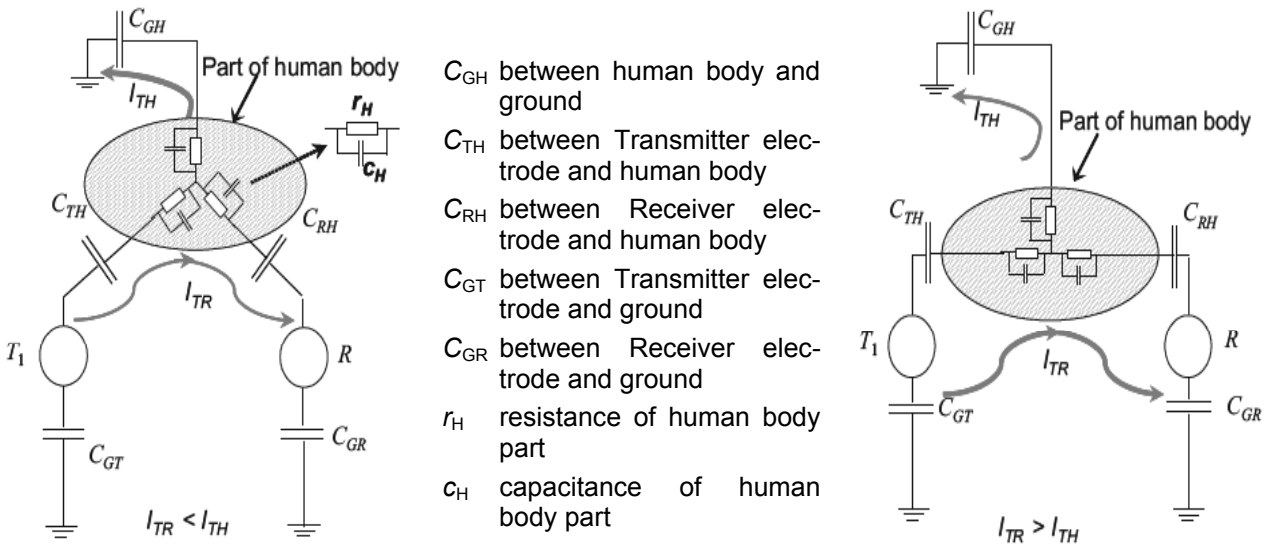 C_GH
Part of human body
I_TH
r_H
c_H
C_TH
C_RH
I_TR
T_1
R
C_GT
C_GR
I_TR < I_TH
C_GH between human body and
ground
C_TH between Transmitter elec-
trode and human body
C_RH between Receiver elec-
trode and human body
C_GT between Transmitter elec-
trode and ground
C_GR between Receiver elec-
trode and ground
r_H resistance of human body
part
c_H capacitance of human
body part
C_GH
I_TH
Part of human body
C_TH
C_RH
T_1
R
I_TR
C_GT
C_GR
I_TR > I_TH